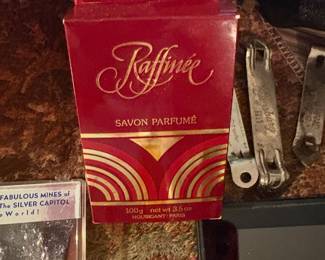 Raffinée
SAVON PARFUMÉ
100g net wt 3.5 oz
HOUBIGANT PARIS
FABULOUS MINES of
The SILVER CAPITOL
World!